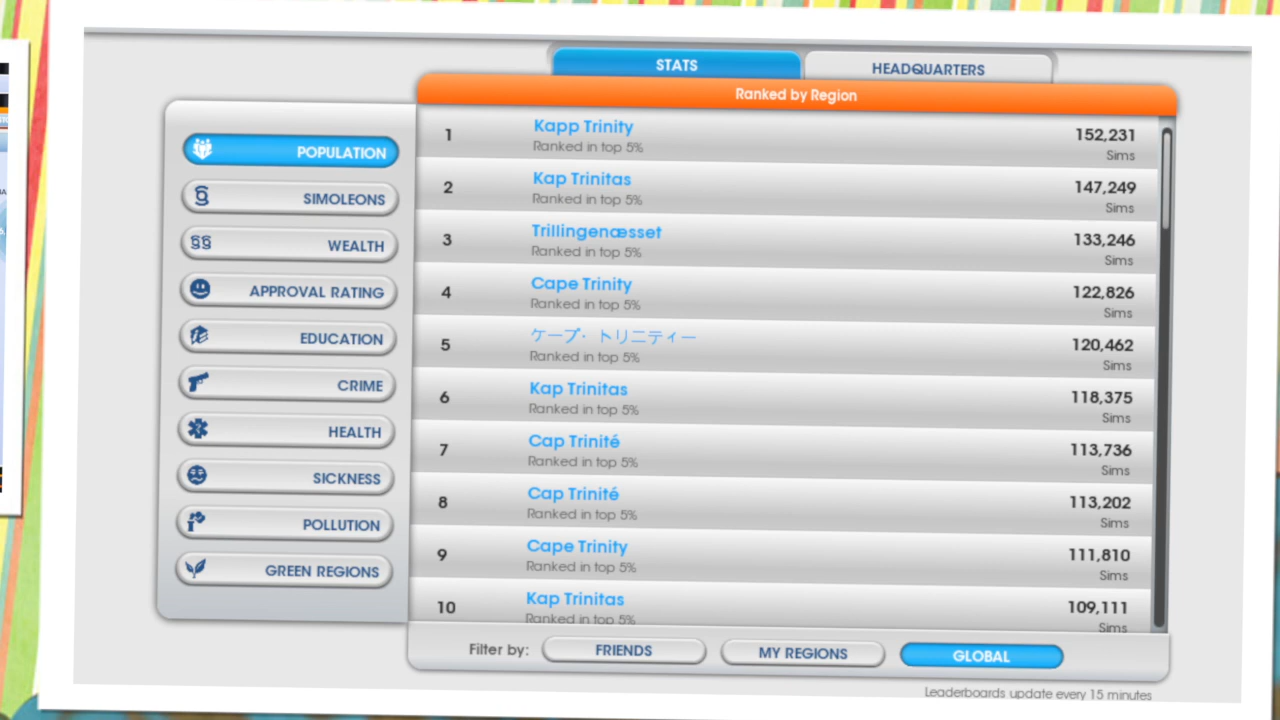 STATS
HEADQUARTERS
Ranked by Region
POPULATION
SIMOLEONS
WEALTH
APPROVAL RATING
EDUCATION
CRIME
HEALTH
SICKNESS
POLLUTION
GREEN REGIONS
1 Kapp Trinity 152,231
Ranked in top 5% Sims
2 Kap Trinitas 147,249
Ranked in top 5% Sims
3 Trillingenæsset 133,246
Ranked in top 5% Sims
4 Cape Trinity 122,826
Ranked in top 5% Sims
5 ケープ・トリニティー 120,462
Ranked in top 5% Sims
6 Kap Trinitas 118,375
Ranked in top 5% Sims
7 Cap Trinité 113,736
Ranked in top 5% Sims
8 Cap Trinité 113,202
Ranked in top 5% Sims
9 Cape Trinity 111,810
Ranked in top 5% Sims
10 Kap Trinitas 109,111
Ranked in top 5% Sims
Filter by: FRIENDS MY REGIONS GLOBAL
Leaderboards update every 15 minutes